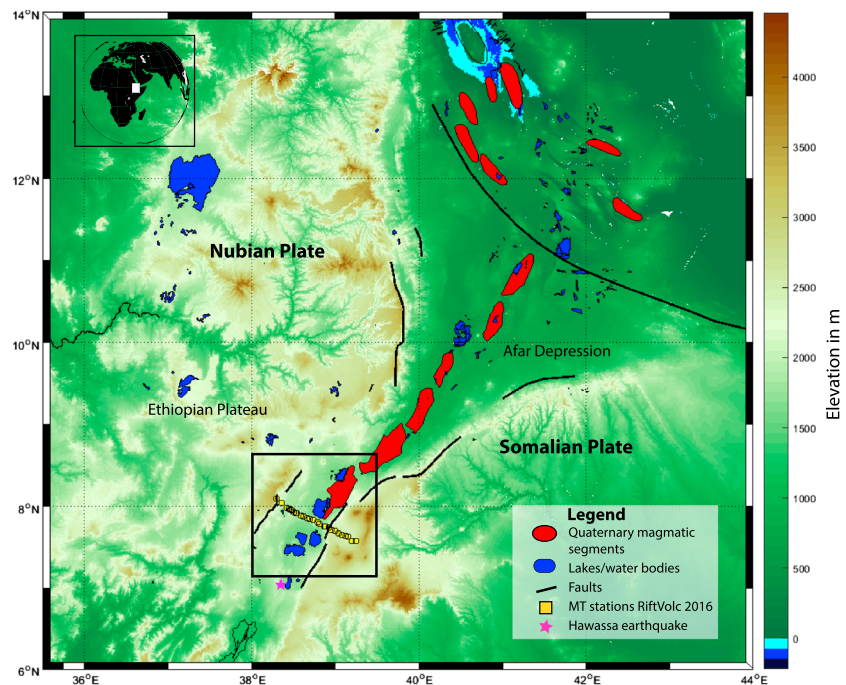 14°N
12°N
10°N
8°N
6°N
36°E
38°E
40°E
42°E
44°E
Nubian Plate
Afar Depression
Ethiopian Plateau
Somalian Plate
Legend
Quaternary magmatic
segments
Lakes/water bodies
Faults
MT stations RiftVolc 2016
Hawassa earthquake
4000
3500
3000
2500
2000
1500
1000
500
0
Elevation in m